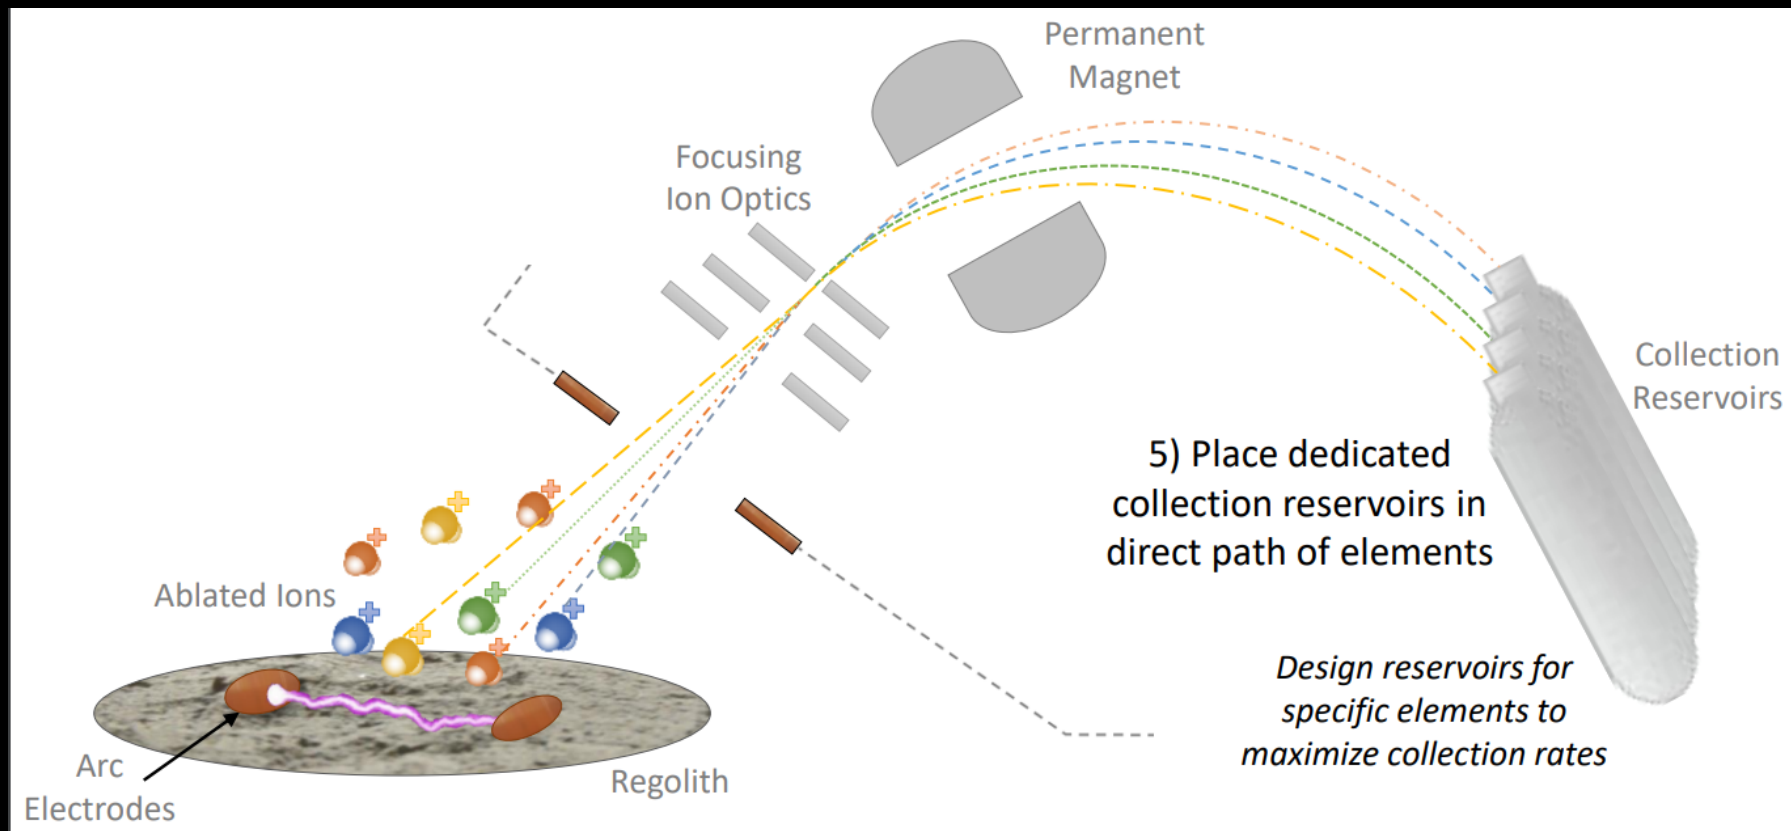 Permanent
Magnet
Focusing
Ion Optics
Collection
Reservoirs
5) Place dedicated
collection reservoirs in
direct path of elements
Ablated Ions
Design reservoirs for
specific elements to
maximize collection rates
Arc
Electrodes
Regolith